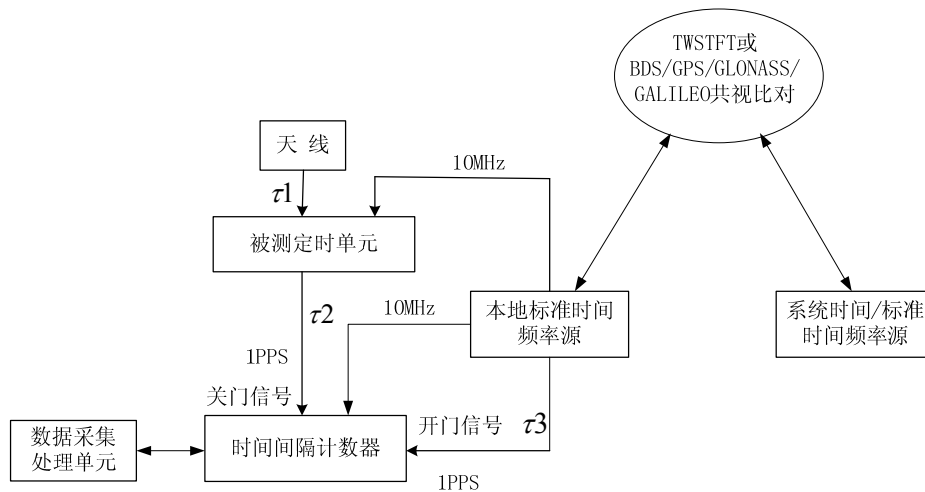 TWSTFT或
BDS/GPS/GLONASS/
GALILEO共视比对
天 线
10MHz
τ1
被测定时单元
τ2
10MHz
本地标准时间
频率源
系统时间/标准
时间频率源
1PPS
关门信号
开门信号
τ3
数据采集
处理单元
时间间隔计数器
1PPS